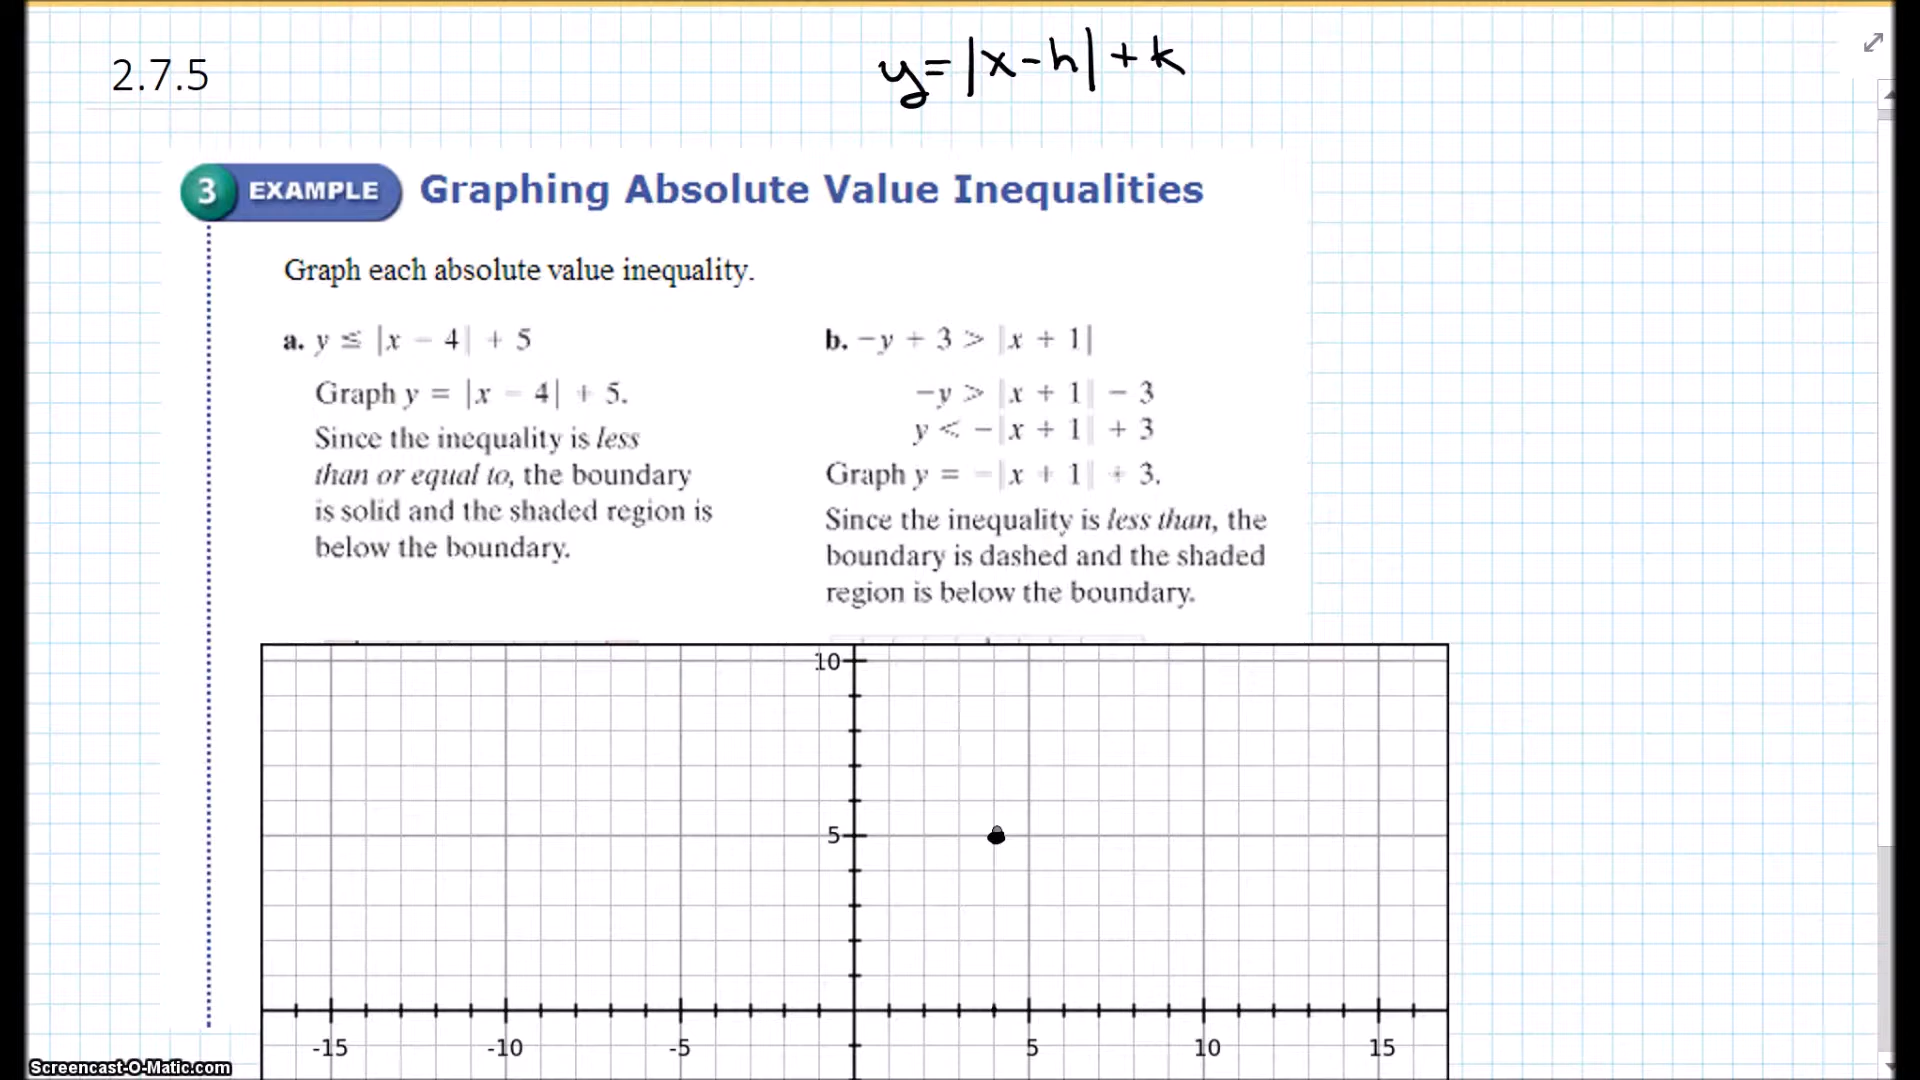 2.7.5
y=|x-h|+k
3 EXAMPLE Graphing Absolute Value Inequalities
Graph each absolute value inequality.
a. y ≤ |x − 4| + 5
Graph y = |x − 4| + 5.
Since the inequality is less
than or equal to, the boundary
is solid and the shaded region is
below the boundary.
b. −y + 3 > |x + 1|
−y > |x + 1| − 3
y < −|x + 1| + 3
Graph y = −|x + 1| + 3.
Since the inequality is less than, the
boundary is dashed and the shaded
region is below the boundary.
10
5
-15 -10 -5 5 10 15
Screencast-O-Matic.com